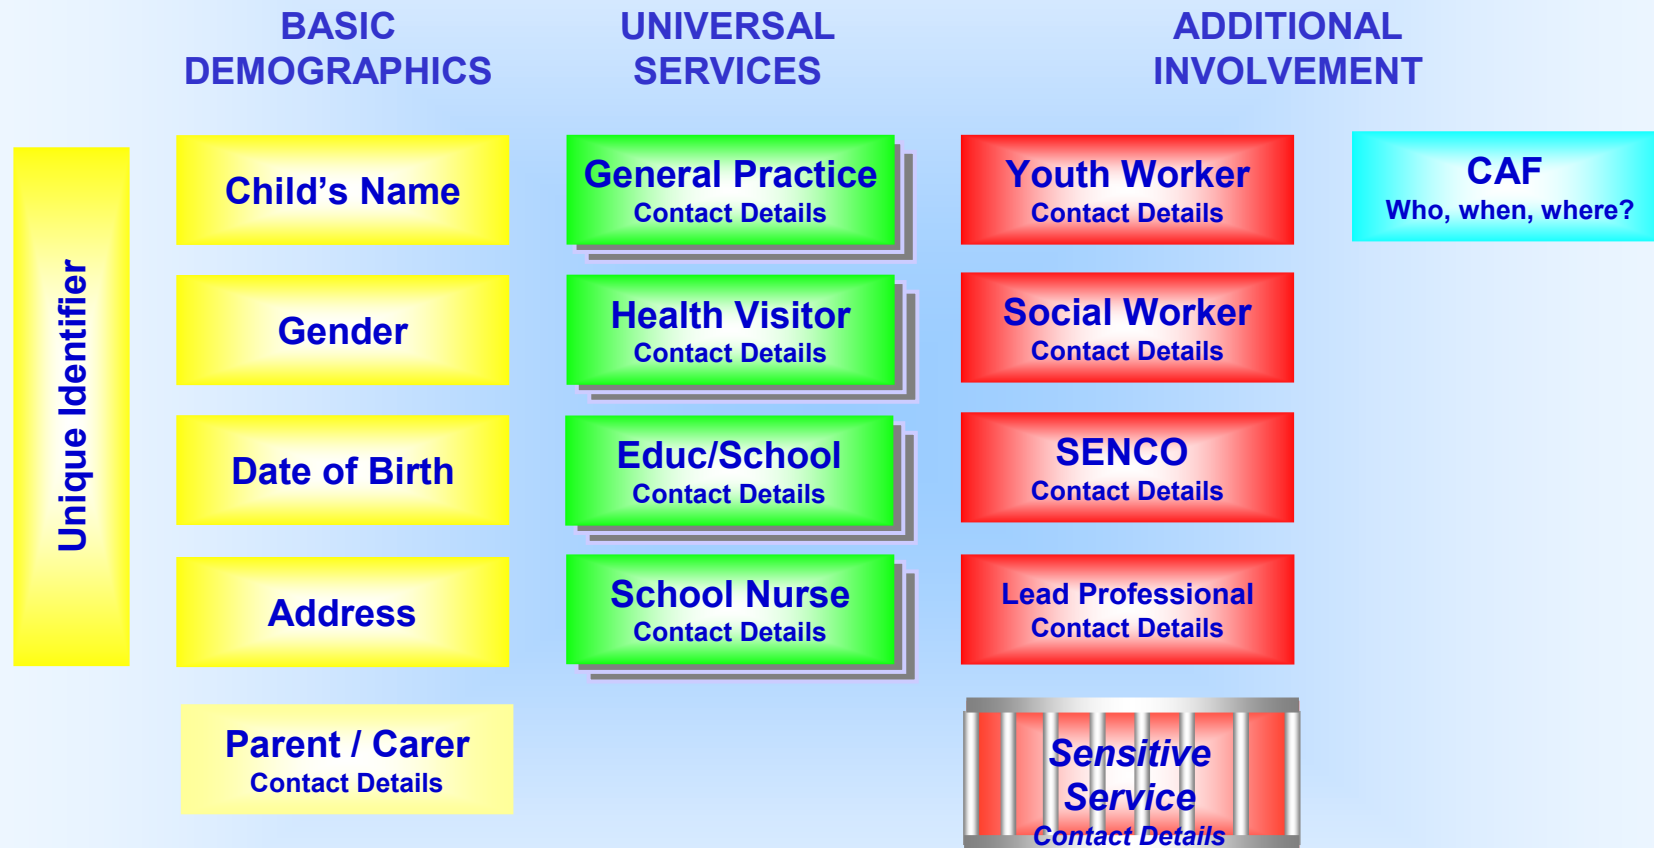 BASIC
DEMOGRAPHICS
UNIVERSAL
SERVICES
ADDITIONAL
INVOLVEMENT
Unique Identifier
Child’s Name
Gender
Date of Birth
Address
Parent / Carer
Contact Details
General Practice
Contact Details
Health Visitor
Contact Details
Educ/School
Contact Details
School Nurse
Contact Details
Youth Worker
Contact Details
Social Worker
Contact Details
SENCO
Contact Details
Lead Professional
Contact Details
Sensitive
Service
Contact Details
CAF
Who, when, where?